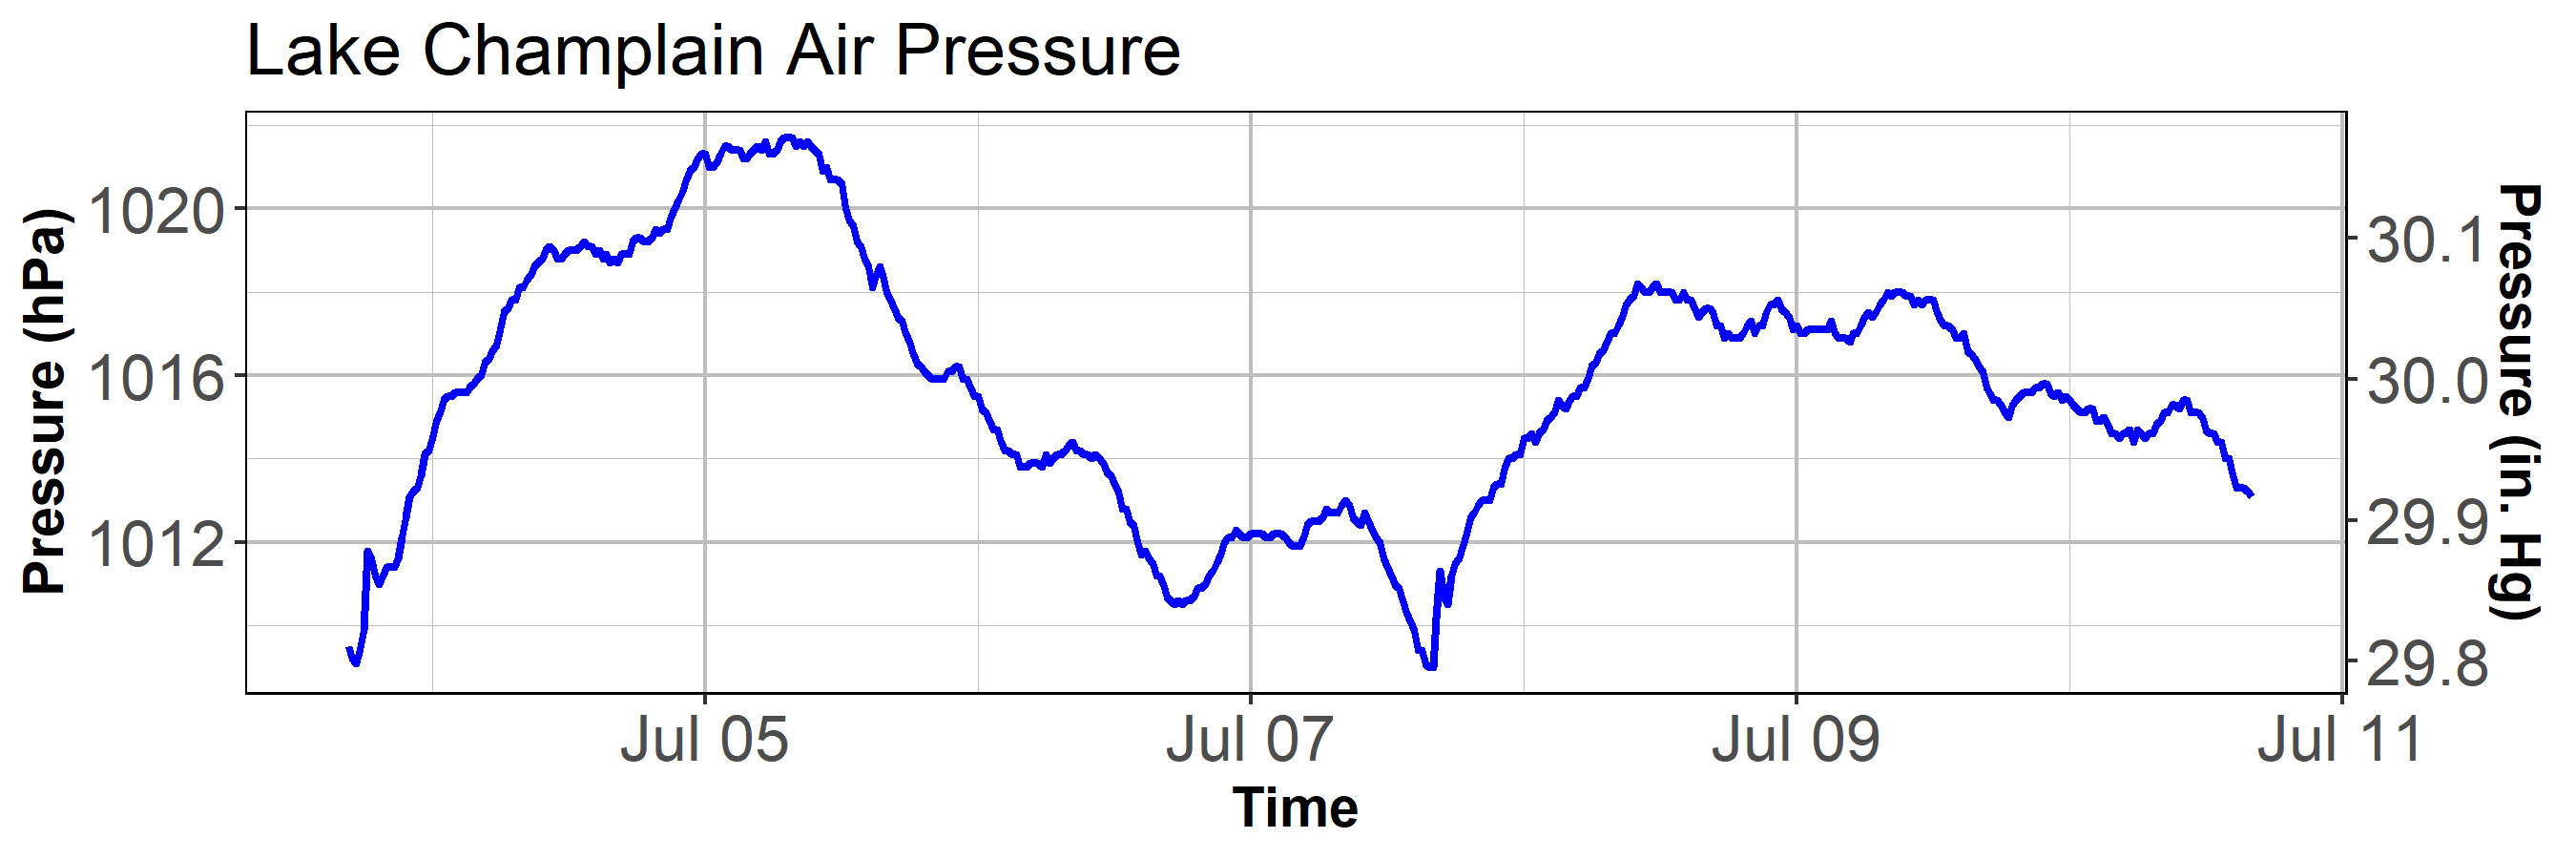 Lake Champlain Air Pressure
Pressure (hPa)
1020
1016
1012
30.1
30.0
29.9
29.8
Pressure (in. Hg)
Jul 05 Jul 07 Jul 09 Jul 11
Time